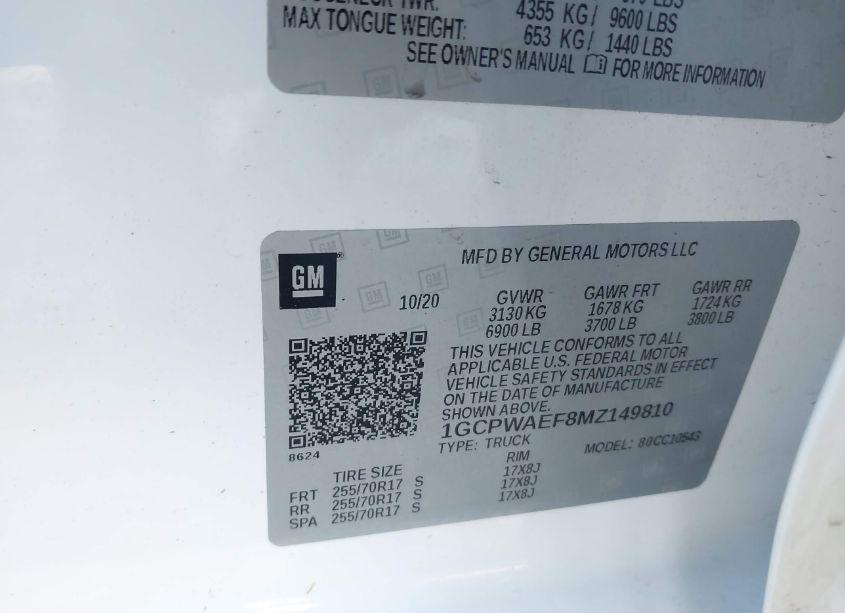 4355 KG/ 9600 LBS
MAX TONGUE WEIGHT: 653 KG/ 1440 LBS
SEE OWNER'S MANUAL FOR MORE INFORMATION
GM
MFD BY GENERAL MOTORS LLC
10/20
GVWR GAWR FRT GAWR RR
3130 KG 1678 KG 1724 KG
6900 LB 3700 LB 3800 LB
THIS VEHICLE CONFORMS TO ALL
APPLICABLE U.S. FEDERAL MOTOR
VEHICLE SAFETY STANDARDS IN EFFECT
ON THE DATE OF MANUFACTURE
SHOWN ABOVE.
1GCPWAEF8MZ149810
TYPE: TRUCK MODEL: 80CC10543
8624
TIRE SIZE RIM
FRT 255/70R17 S 17X8J
RR 255/70R17 S 17X8J
SPA 255/70R17 S 17X8J